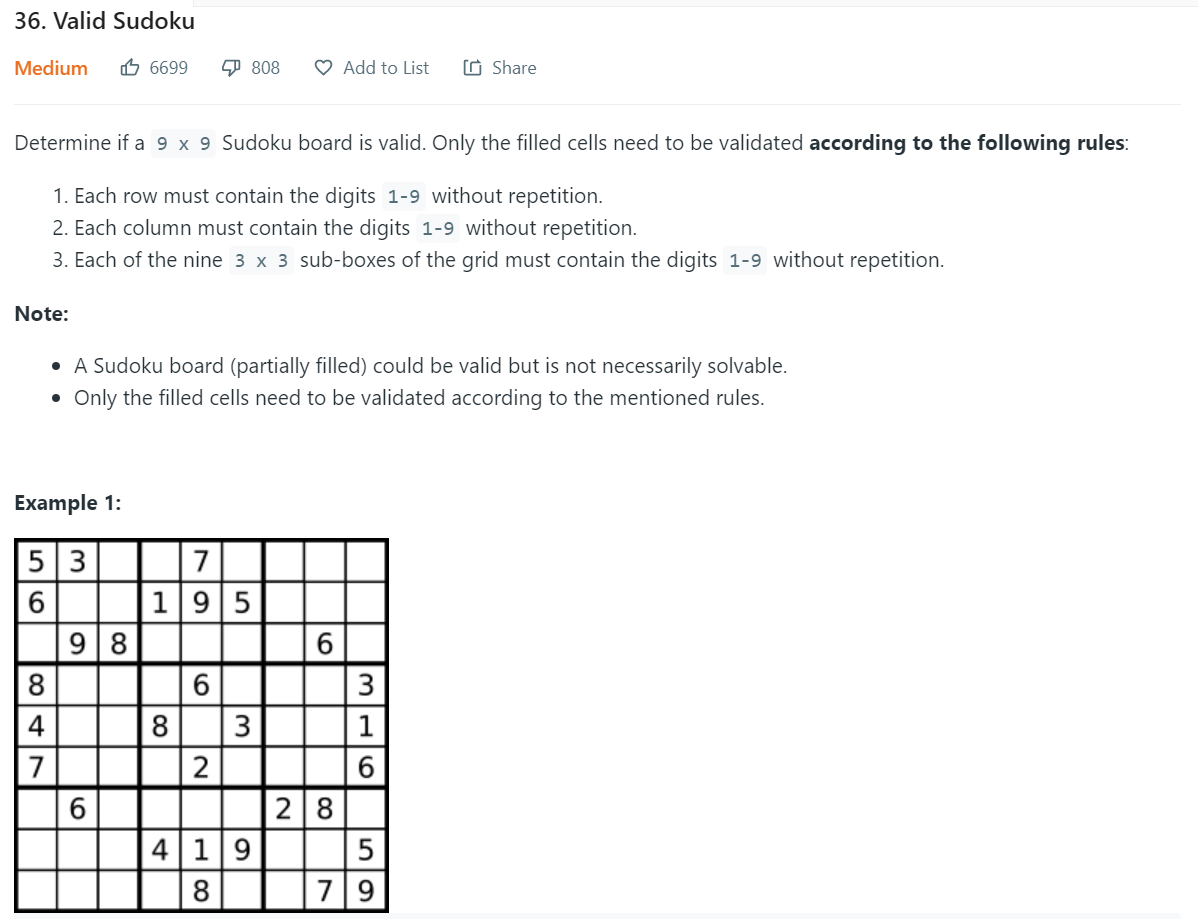 36. Valid Sudoku
Medium 6699 808 Add to List Share
Determine if a 9 x 9 Sudoku board is valid. Only the filled cells need to be validated according to the following rules:
1. Each row must contain the digits 1-9 without repetition.
2. Each column must contain the digits 1-9 without repetition.
3. Each of the nine 3 x 3 sub-boxes of the grid must contain the digits 1-9 without repetition.
Note:
• A Sudoku board (partially filled) could be valid but is not necessarily solvable.
• Only the filled cells need to be validated according to the mentioned rules.
Example 1:
5 3 7
6 1 9 5
9 8 6
8 6 3
4 8 3 1
7 2 6
6 2 8
4 1 9 5
8 7 9